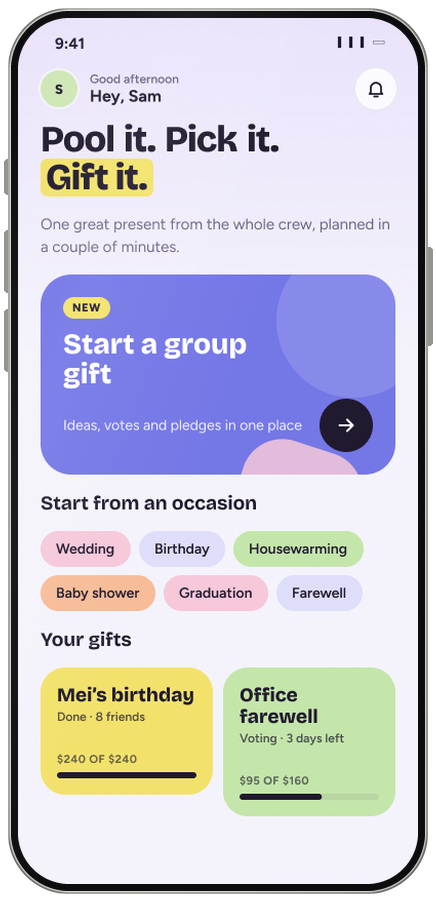 9:41
S
Good afternoon
Hey, Sam
Pool it. Pick it.
Gift it.
One great present from the whole crew, planned in
a couple of minutes.
NEW
Start a group
gift
Ideas, votes and pledges in one place
Start from an occasion
Wedding
Birthday
Housewarming
Baby shower
Graduation
Farewell
Your gifts
Mei's birthday
Done · 8 friends
$240 OF $240
Office
farewell
Voting · 3 days left
$95 OF $160